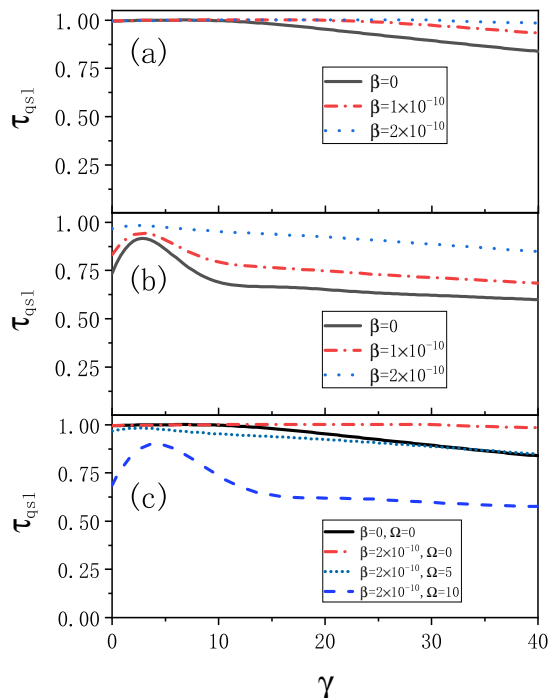 1.00
0.75
0.50
0.25
τqsl
(a)
β=0
β=1×10⁻¹⁰
β=2×10⁻¹⁰
1.00
0.75
0.50
0.25
τqsl
(b)
β=0
β=1×10⁻¹⁰
β=2×10⁻¹⁰
1.00
0.75
0.50
0.25
0.00
τqsl
(c)
β=0, Ω=0
β=2×10⁻¹⁰, Ω=0
β=2×10⁻¹⁰, Ω=5
β=2×10⁻¹⁰, Ω=10
0 10 20 30 40
γ